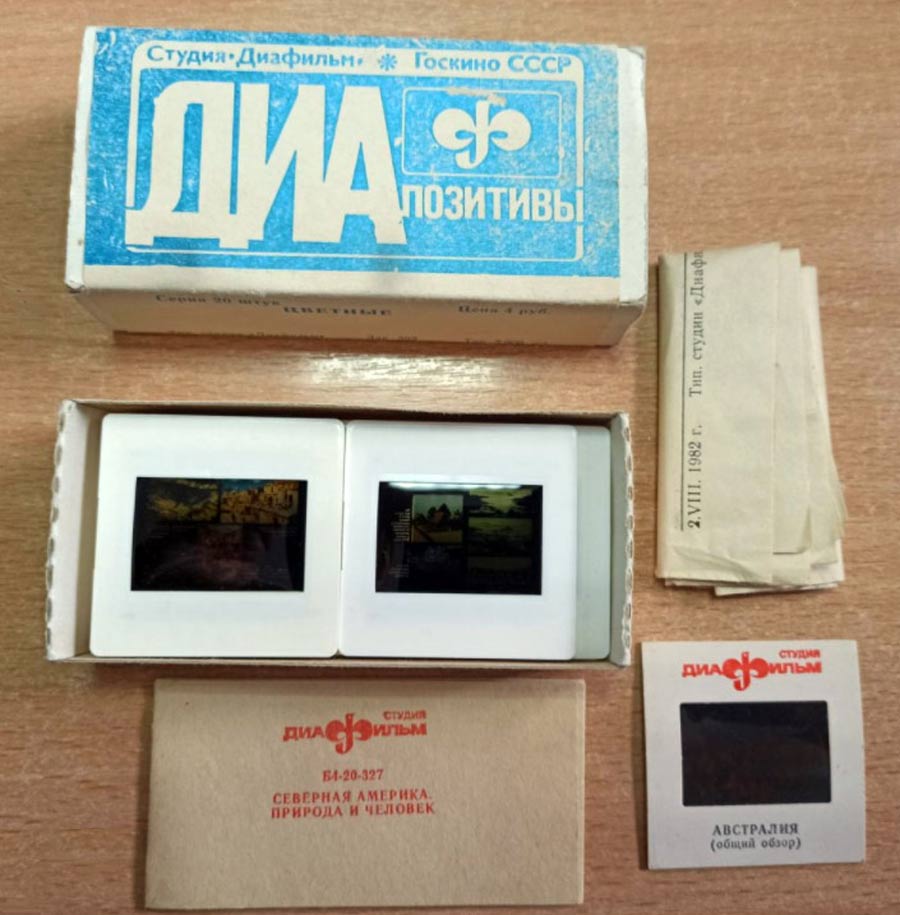 Студия•Диафильм• * Госкино СССР
ДИА
ПОЗИТИВЫ
Серия 20 штук ЦВЕТНЫЕ Цена 4 руб.
2.VIII. 1982 г. Тип. студии «Диафи
СТУДИЯ
ДИАФИЛЬМ
Б4-20-327
СЕВЕРНАЯ АМЕРИКА.
ПРИРОДА И ЧЕЛОВЕК
СТУДИЯ
ДИАФИЛЬМ
АВСТРАЛИЯ
(общий обзор)